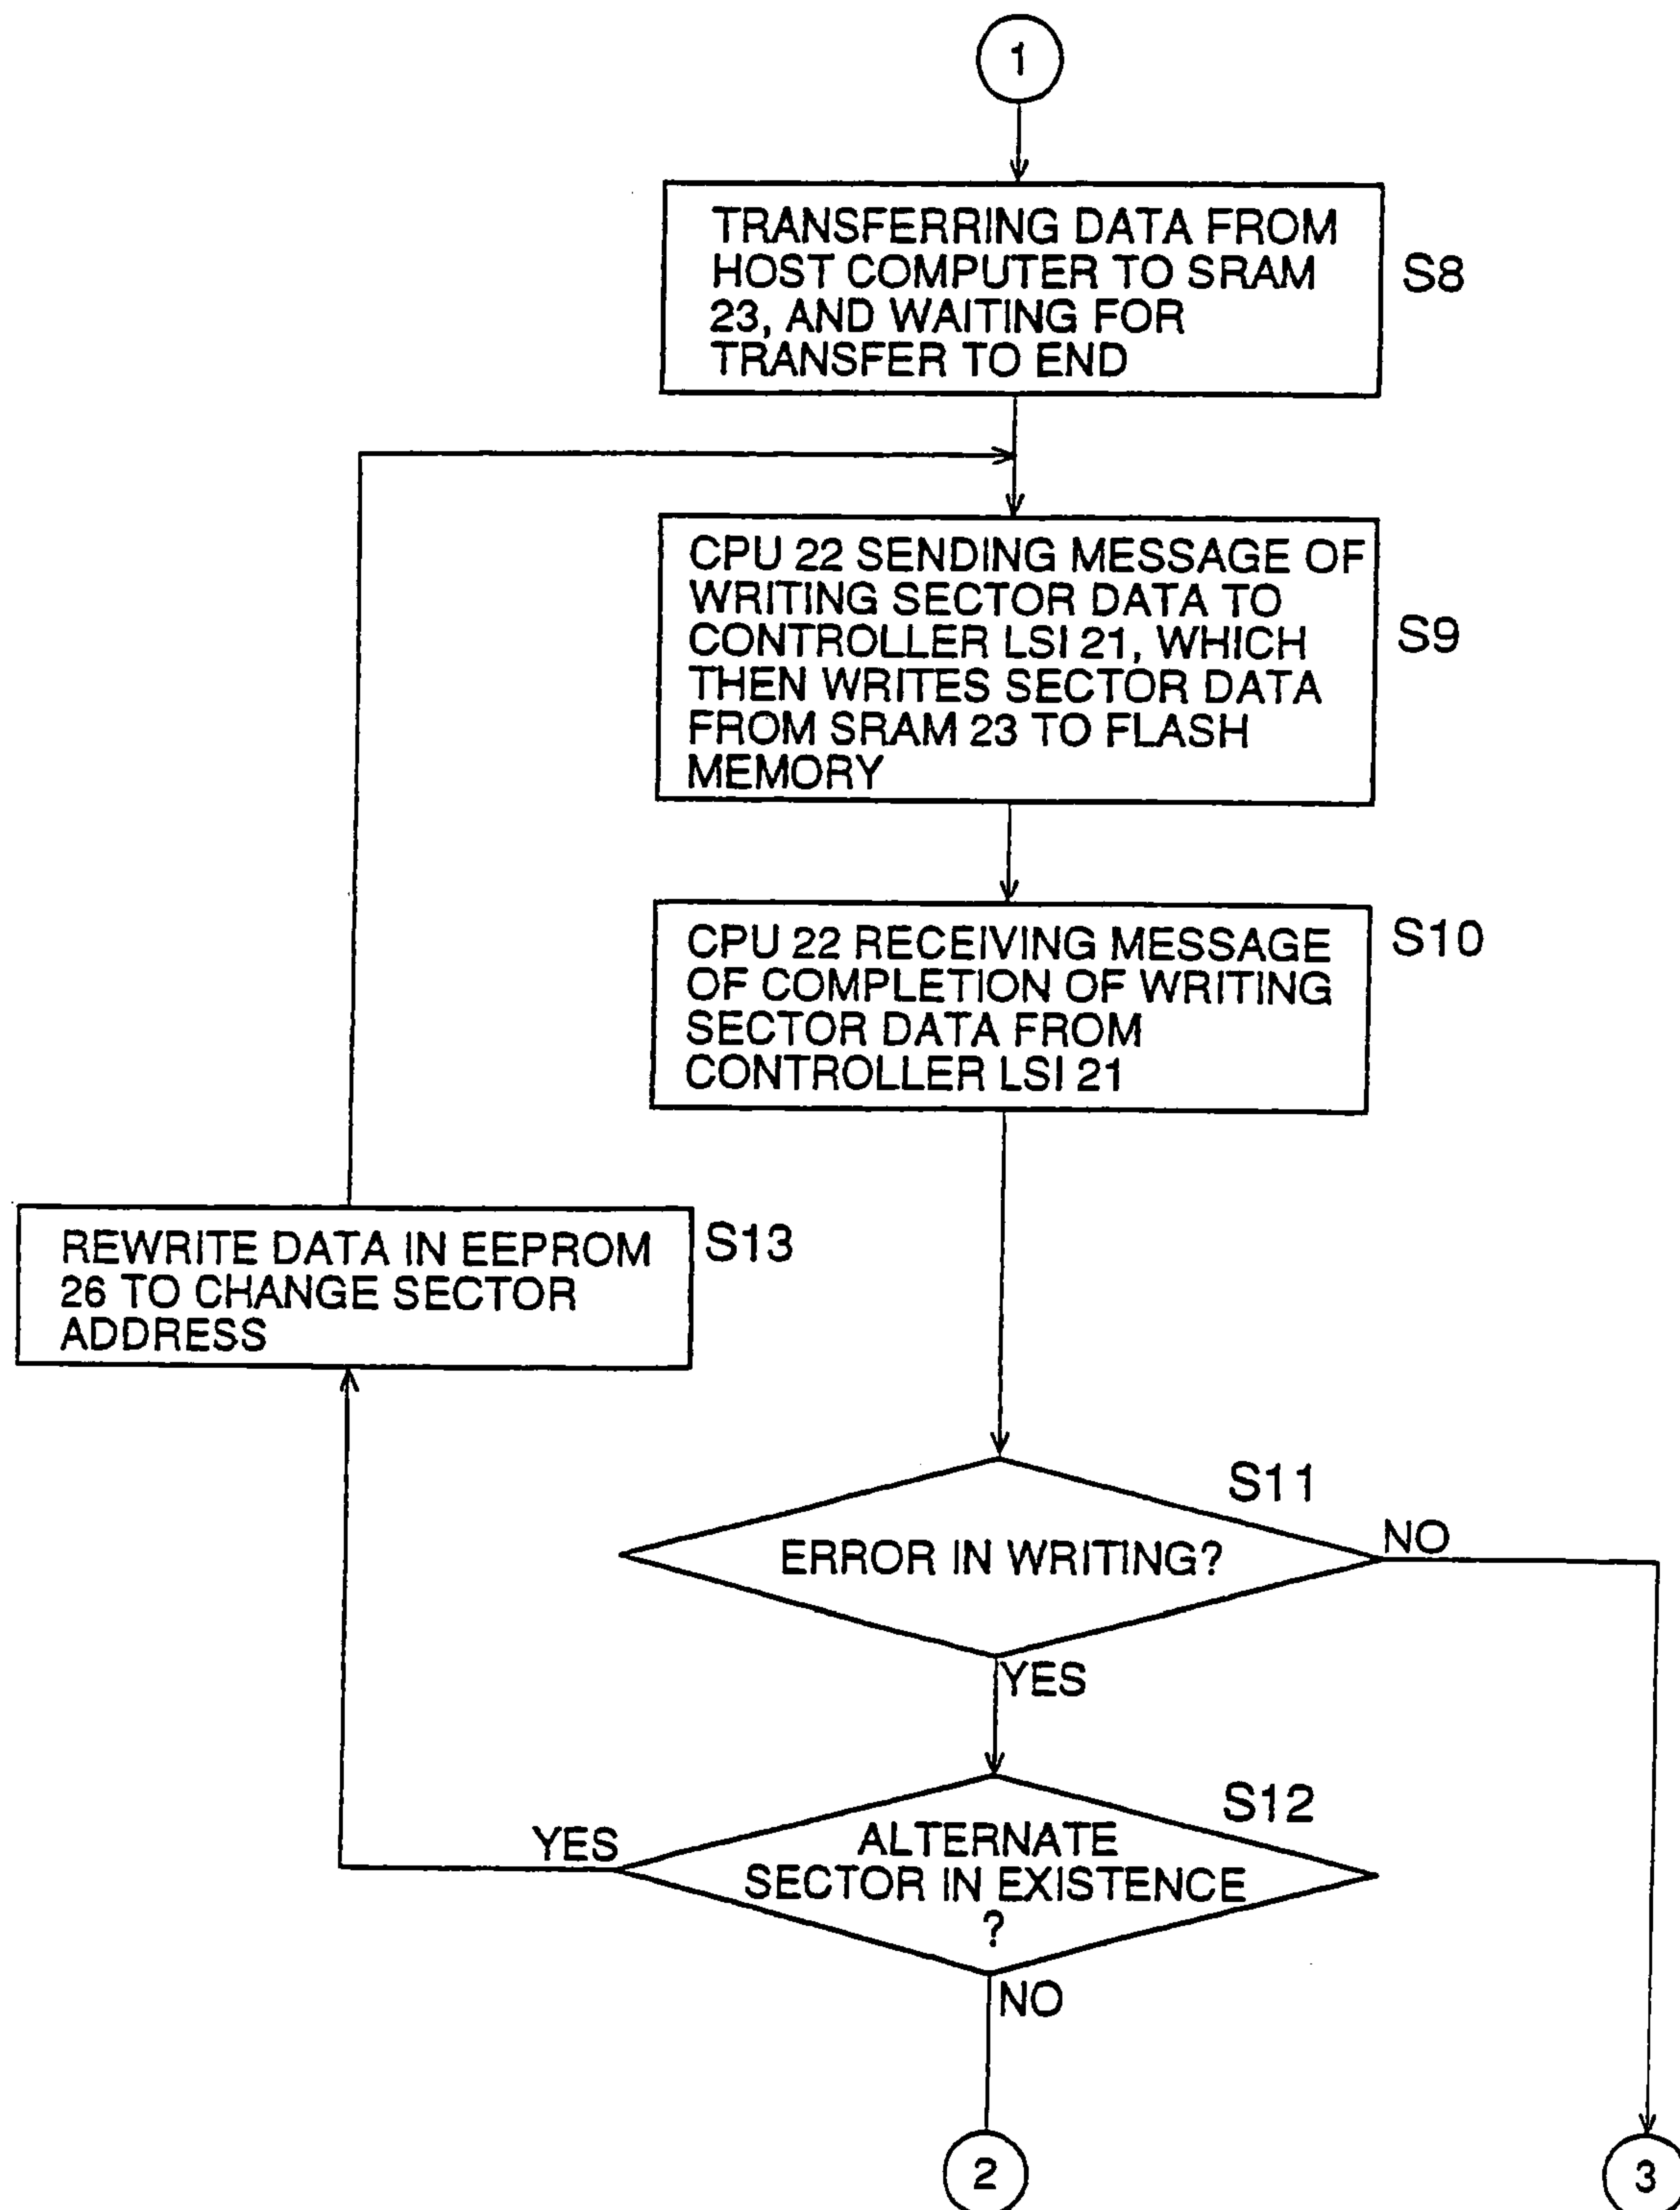 1
TRANSFERRING DATA FROM
HOST COMPUTER TO SRAM
23, AND WAITING FOR
TRANSFER TO END
S8
CPU 22 SENDING MESSAGE OF
WRITING SECTOR DATA TO
CONTROLLER LSI 21, WHICH
THEN WRITES SECTOR DATA
FROM SRAM 23 TO FLASH
MEMORY
S9
CPU 22 RECEIVING MESSAGE
OF COMPLETION OF WRITING
SECTOR DATA FROM
CONTROLLER LSI 21
S10
REWRITE DATA IN EEPROM
26 TO CHANGE SECTOR
ADDRESS
S13
S11
ERROR IN WRITING?
NO
YES
S12
YES
ALTERNATE
SECTOR IN EXISTENCE
?
NO
2
3